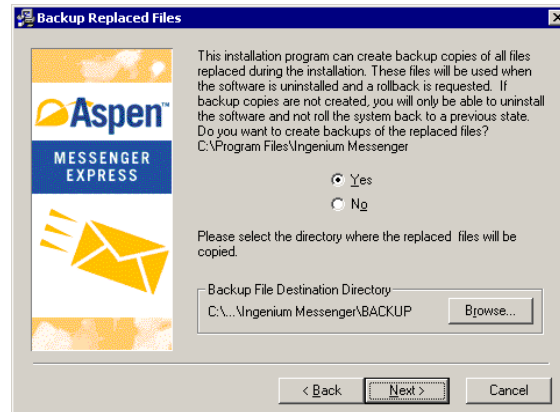 Backup Replaced Files
Aspen™
MESSENGER
EXPRESS
This installation program can create backup copies of all files
replaced during the installation. These files will be used when
the software is uninstalled and a rollback is requested. If
backup copies are not created, you will only be able to uninstall
the software and not roll the system back to a previous state.
Do you want to create backups of the replaced files?
C:\Program Files\Ingenium Messenger
Yes
No
Please select the directory where the replaced files will be
copied.
Backup File Destination Directory
C:\...\Ingenium Messenger\BACKUP
Browse...
< Back
Next >
Cancel